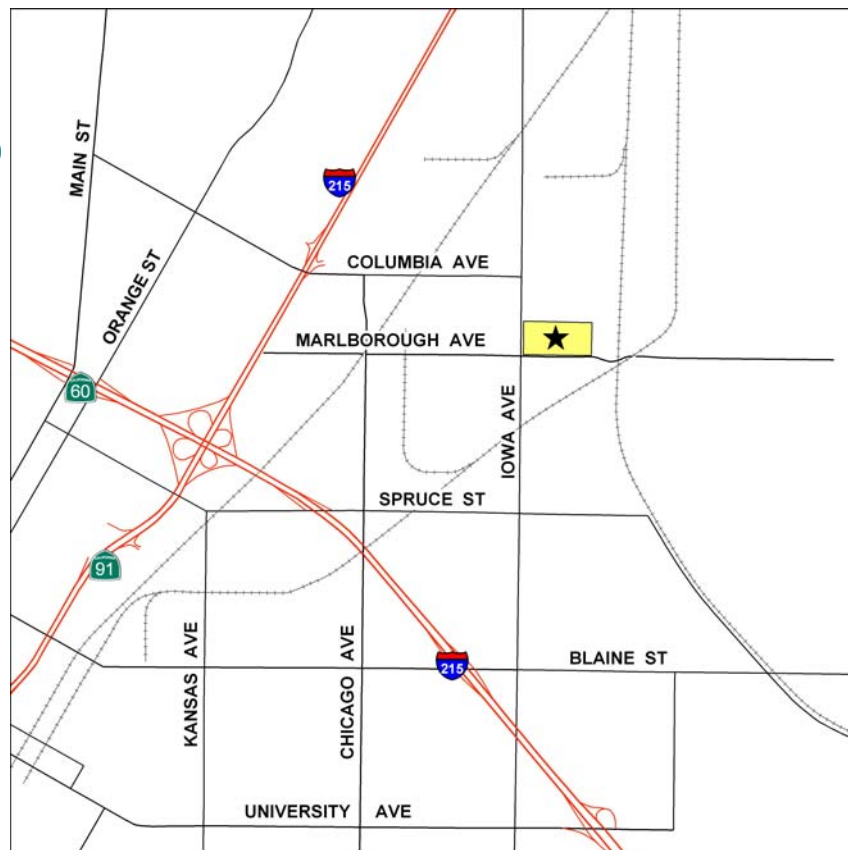 MAIN ST
215
ORANGE ST
COLUMBIA AVE
MARLBOROUGH AVE
60
IOWA AVE
SPRUCE ST
91
KANSAS AVE
CHICAGO AVE
BLAINE ST
215
UNIVERSITY AVE